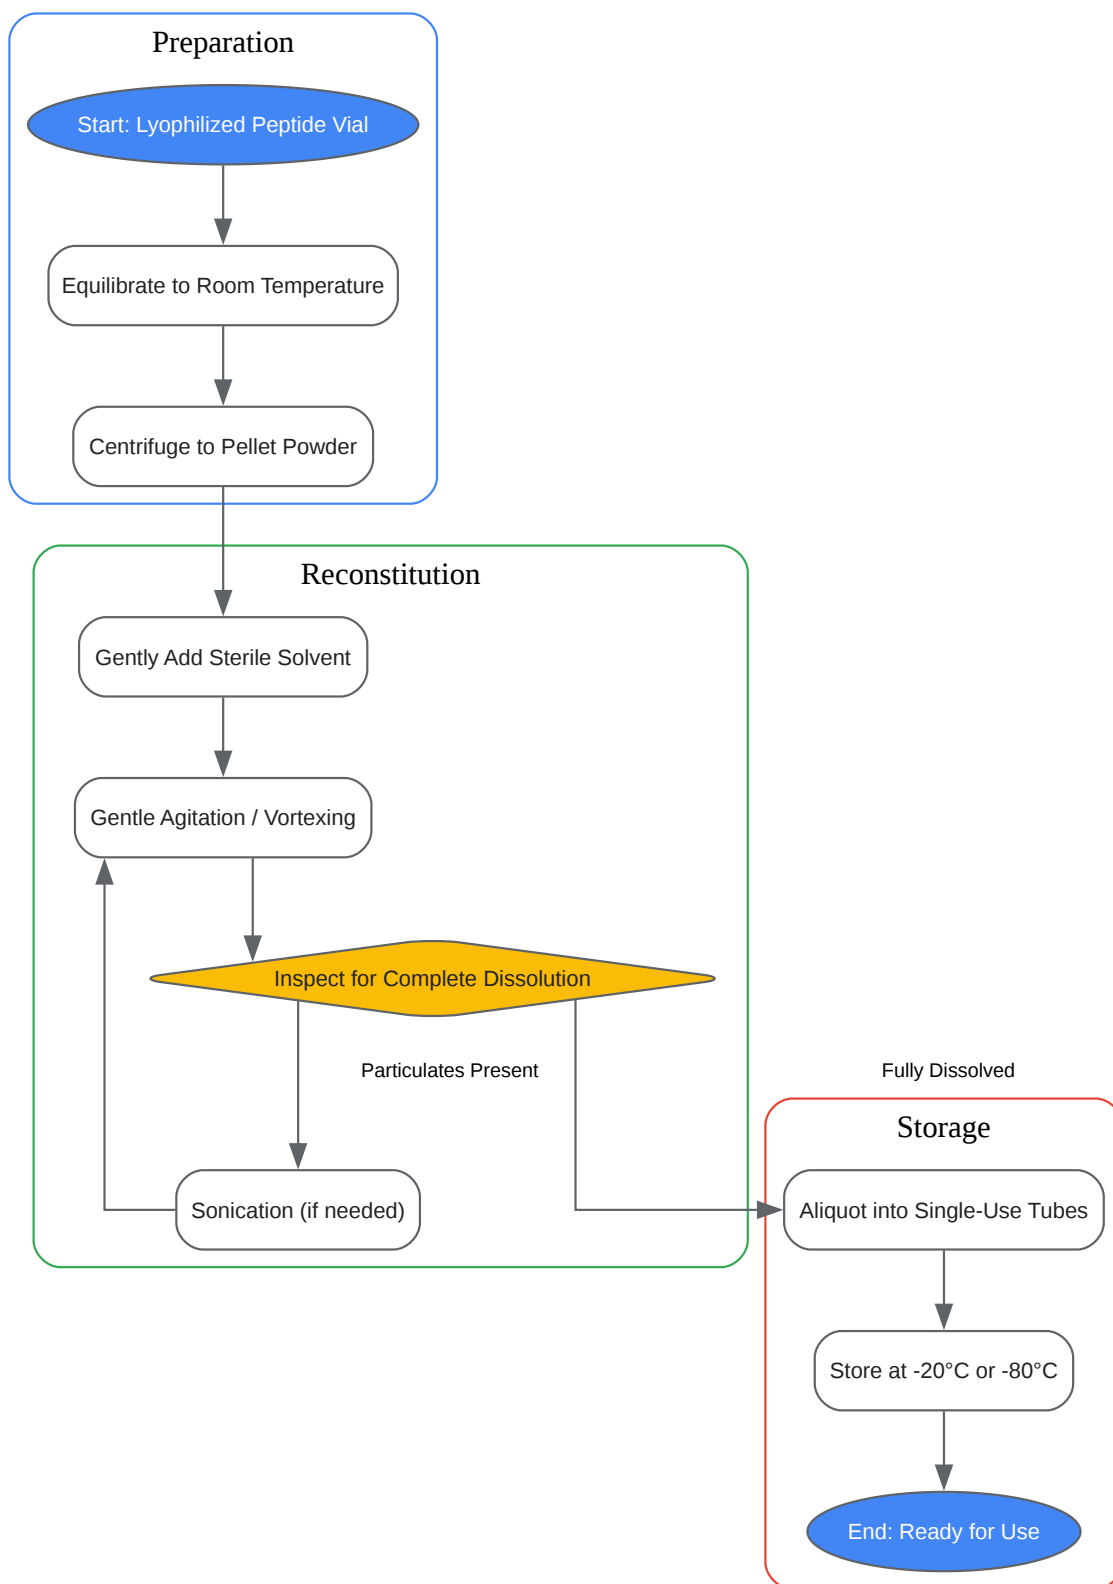 Preparation
Start: Lyophilized Peptide Vial
Equilibrate to Room Temperature
Centrifuge to Pellet Powder
Reconstitution
Gently Add Sterile Solvent
Gentle Agitation / Vortexing
Inspect for Complete Dissolution
Particulates Present
Sonication (if needed)
Fully Dissolved
Storage
Aliquot into Single-Use Tubes
Store at -20°C or -80°C
End: Ready for Use